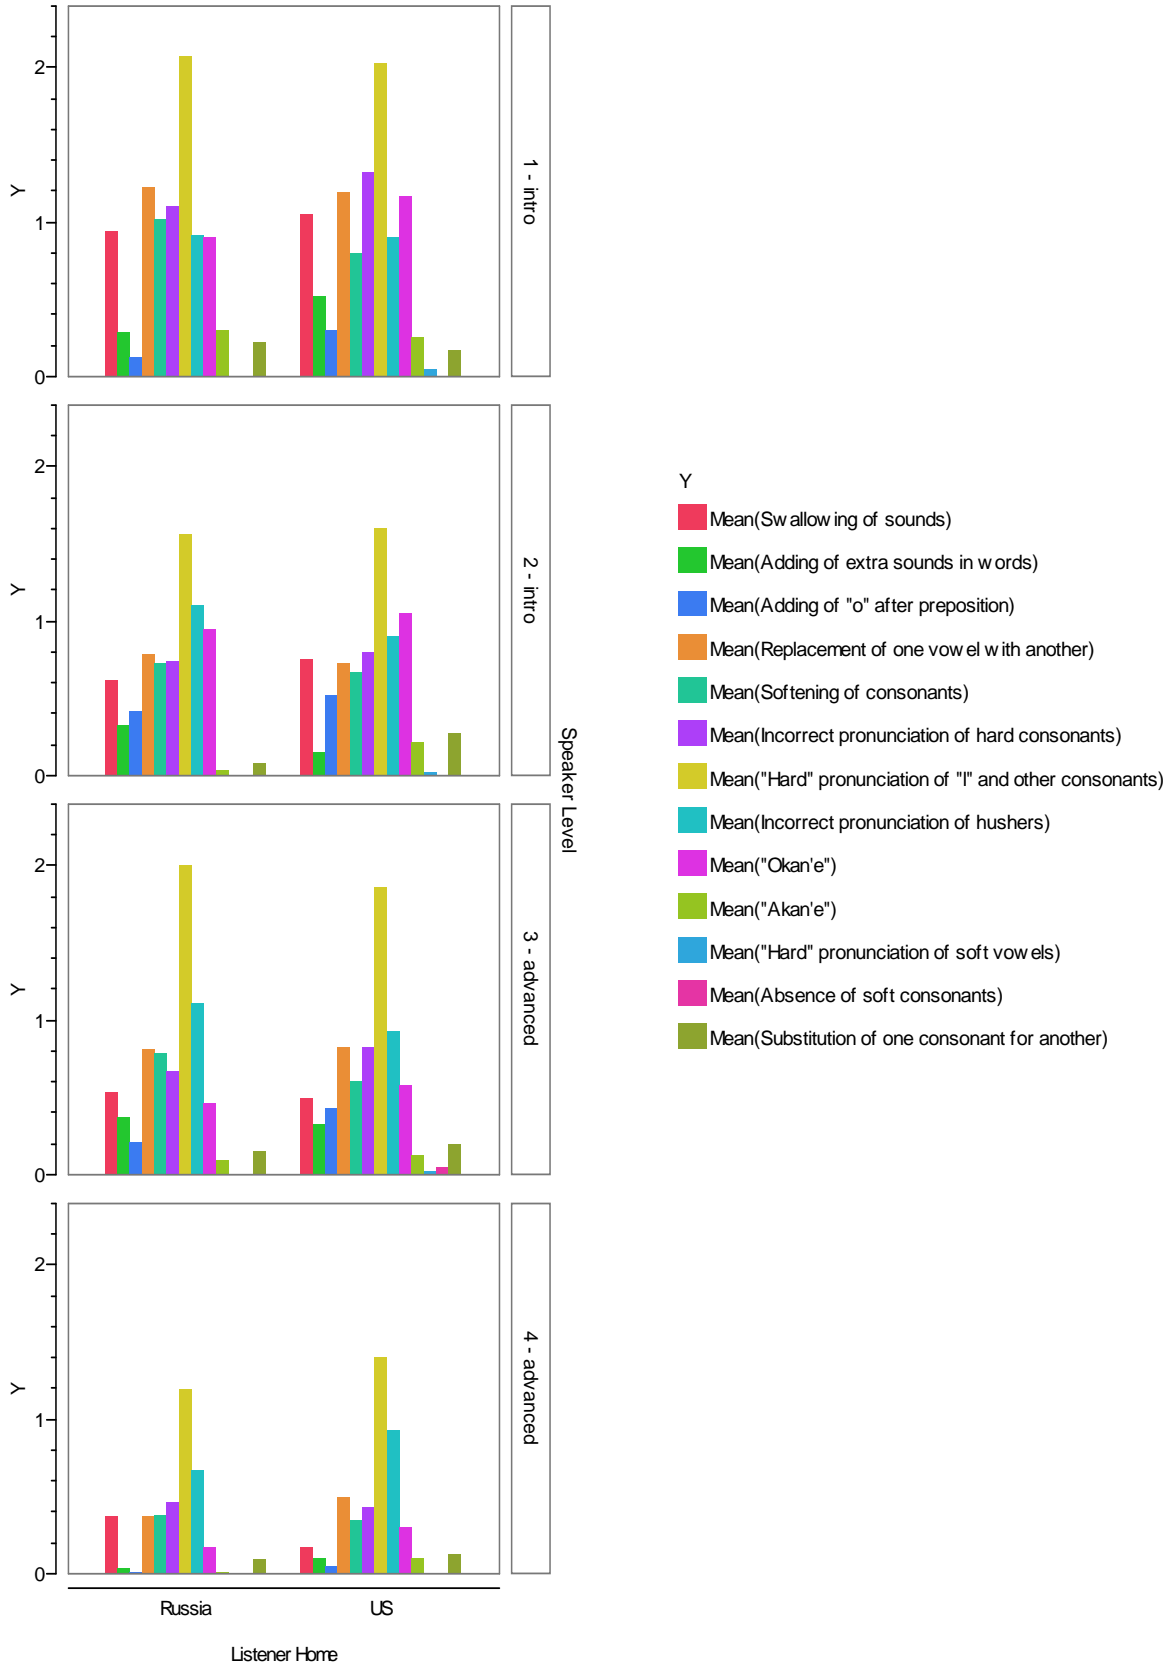 2
1
0
Y
1 - intro
2
1
0
Y
2 - intro
2
1
0
Y
3 - advanced
2
1
0
Y
4 - advanced
Speaker Level
Russia
US
Listener Home
Y
Mean(Swallowing of sounds)
Mean(Adding of extra sounds in words)
Mean(Adding of "o" after preposition)
Mean(Replacement of one vowel with another)
Mean(Softening of consonants)
Mean(Incorrect pronunciation of hard consonants)
Mean("Hard" pronunciation of "l" and other consonants)
Mean(Incorrect pronunciation of hushers)
Mean("Okan'e")
Mean("Akan'e")
Mean("Hard" pronunciation of soft vowels)
Mean(Absence of soft consonants)
Mean(Substitution of one consonant for another)